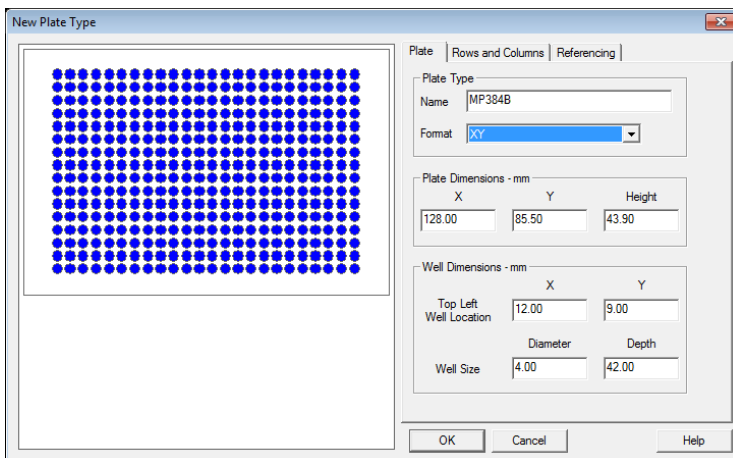 New Plate Type
Plate Rows and Columns Referencing
Plate Type
Name MP384B
Format XY
Plate Dimensions - mm
X Y Height
128.00 85.50 43.90
Well Dimensions - mm
X Y
Top Left
Well Location 12.00 9.00
Diameter Depth
Well Size 4.00 42.00
OK Cancel Help